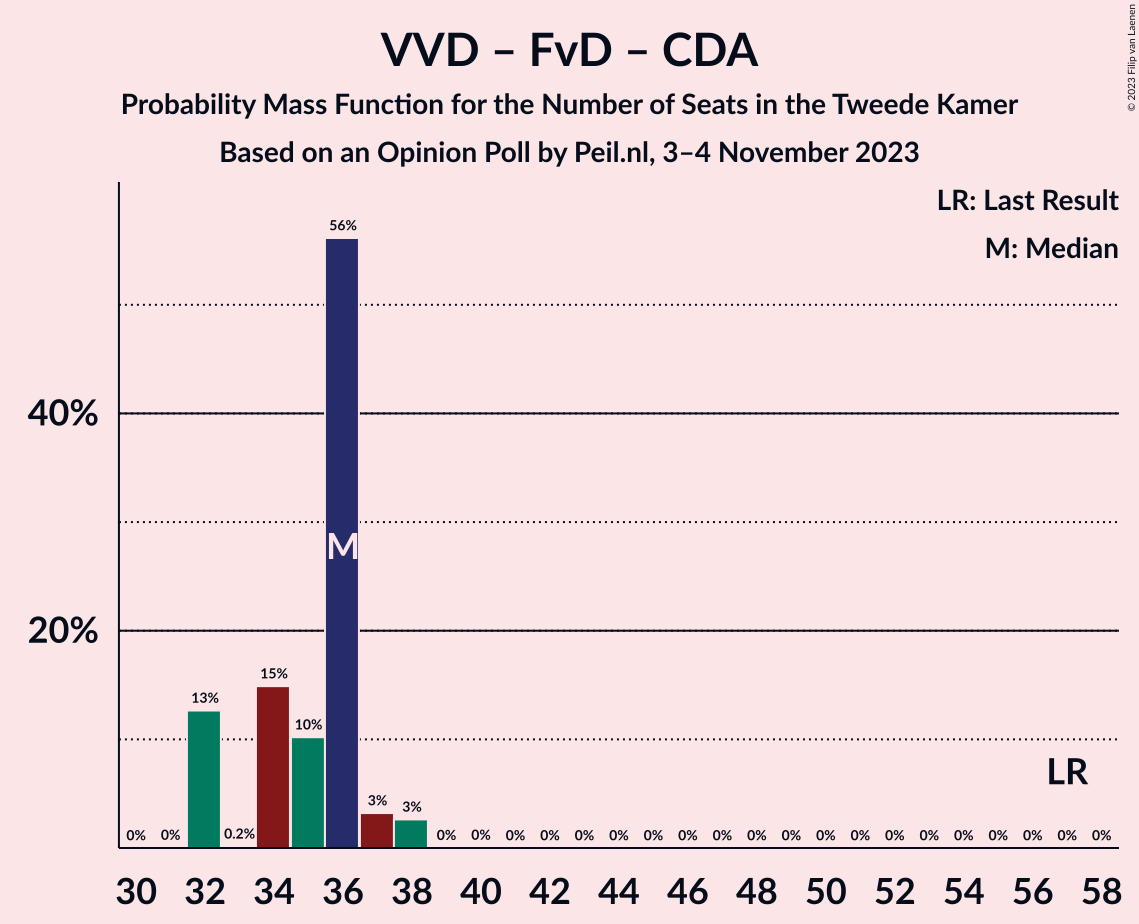 VVD – FvD – CDA
Probability Mass Function for the Number of Seats in the Tweede Kamer
Based on an Opinion Poll by Peil.nl, 3–4 November 2023
© 2023 Filip van Laenen
LR: Last Result
M: Median
56%
40%
M
20%
15%
13%
10%
LR
3%
3%
0% 0% 0.2% 0% 0% 0% 0% 0% 0% 0% 0% 0% 0% 0% 0% 0% 0% 0% 0% 0% 0% 0% 0%
30 32 34 36 38 40 42 44 46 48 50 52 54 56 58